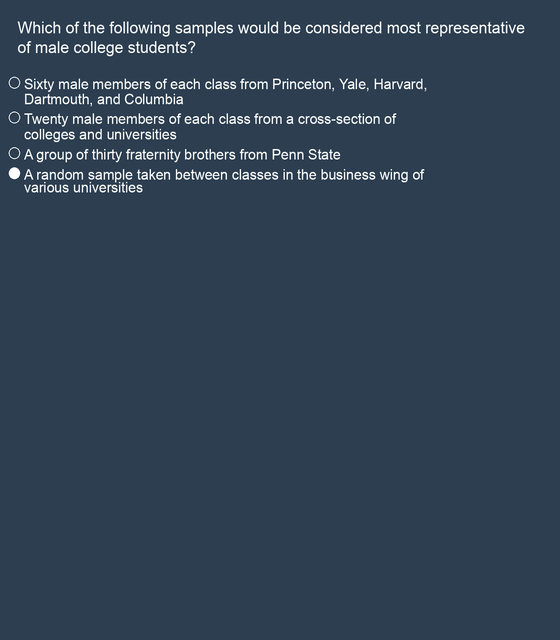 Which of the following samples would be considered most representative
of male college students?
Sixty male members of each class from Princeton, Yale, Harvard,
Dartmouth, and Columbia
Twenty male members of each class from a cross-section of
colleges and universities
A group of thirty fraternity brothers from Penn State
A random sample taken between classes in the business wing of
various universities